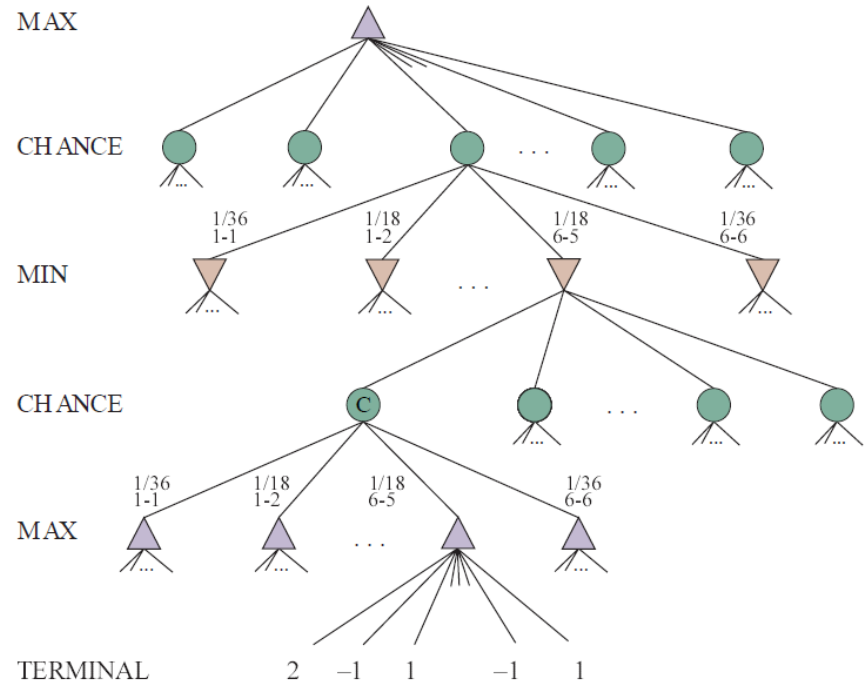 MAX
CHANCE
. . .
... ... ... ... ...
1/36 1/18 1/18 1/36
1-1 1-2 6-5 6-6
MIN
. . .
... ... ... ...
CHANCE C
. . .
... ... ...
1/36 1/18 1/18 1/36
1-1 1-2 6-5 6-6
MAX
. . .
... ... ...
TERMINAL 2 –1 1 –1 1